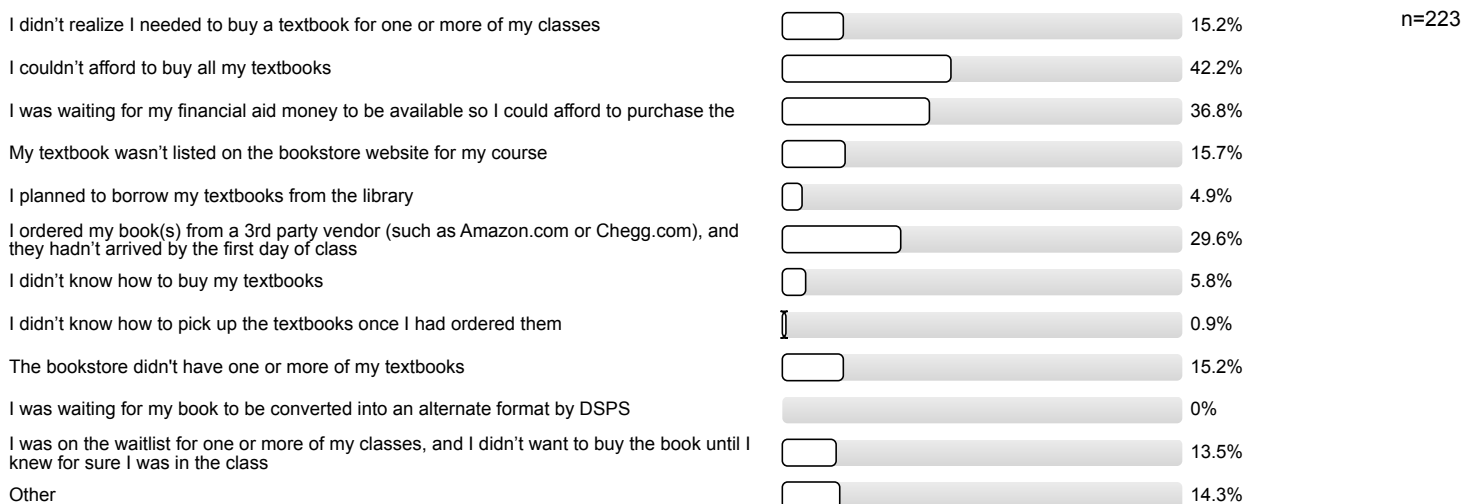 I didn’t realize I needed to buy a textbook for one or more of my classes 15.2% n=223
I couldn’t afford to buy all my textbooks 42.2%
I was waiting for my financial aid money to be available so I could afford to purchase the 36.8%
My textbook wasn’t listed on the bookstore website for my course 15.7%
I planned to borrow my textbooks from the library 4.9%
I ordered my book(s) from a 3rd party vendor (such as Amazon.com or Chegg.com), and
they hadn’t arrived by the first day of class 29.6%
I didn’t know how to buy my textbooks 5.8%
I didn’t know how to pick up the textbooks once I had ordered them 0.9%
The bookstore didn't have one or more of my textbooks 15.2%
I was waiting for my book to be converted into an alternate format by DSPS 0%
I was on the waitlist for one or more of my classes, and I didn’t want to buy the book until I
knew for sure I was in the class 13.5%
Other 14.3%